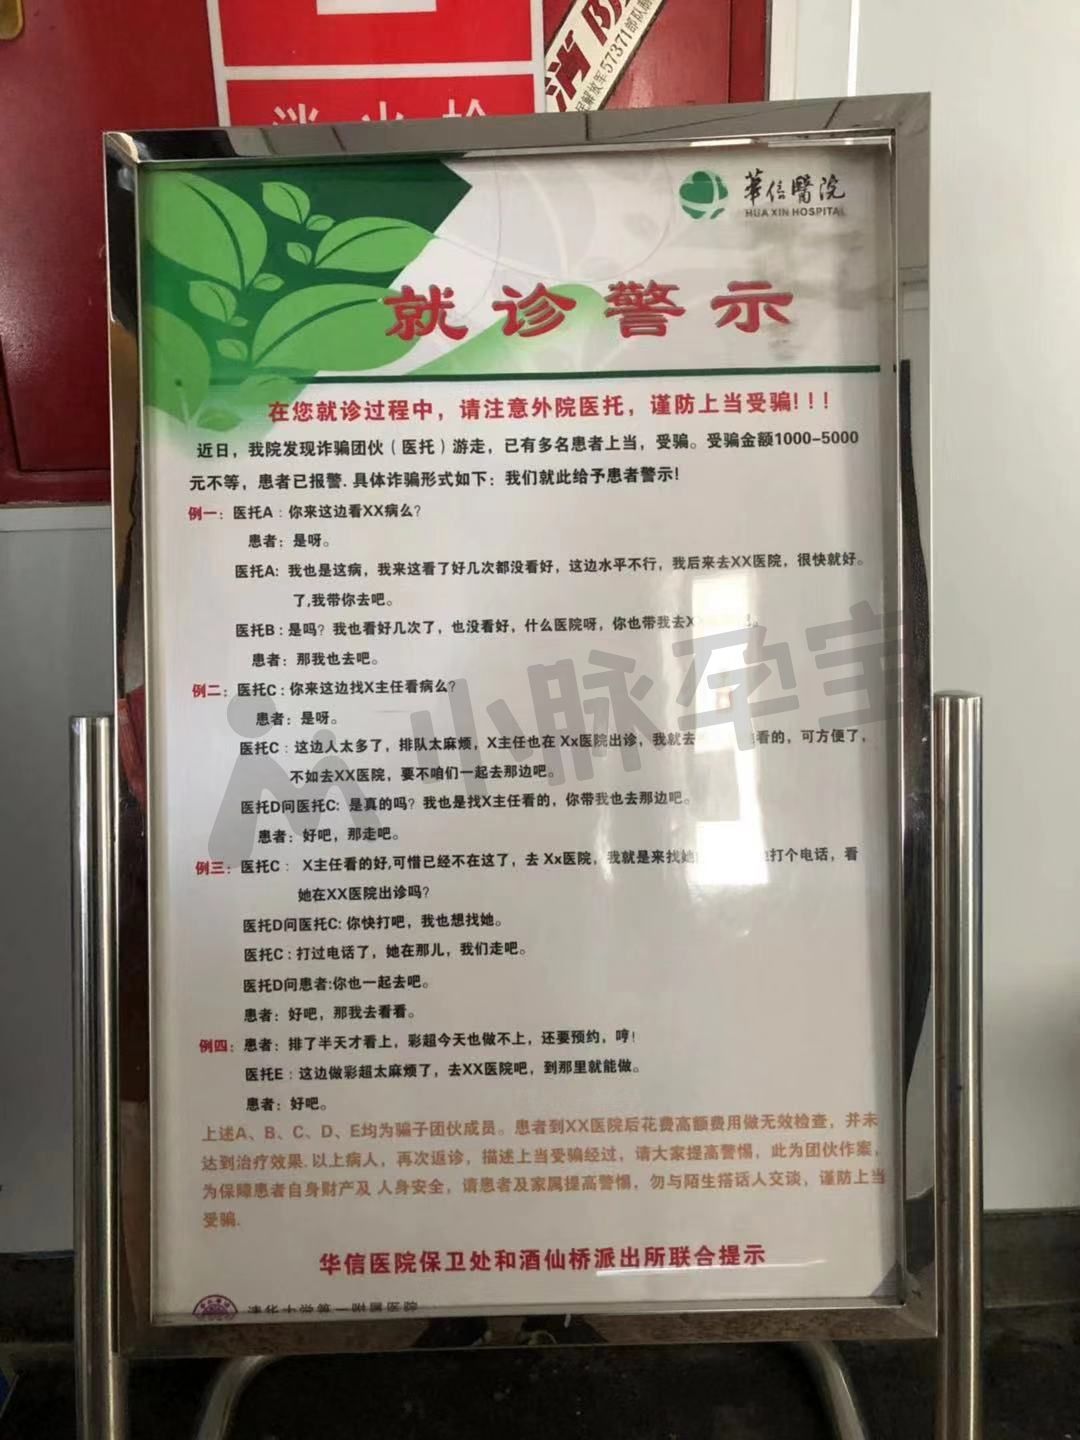 消防
民解放军57371部队制
消火栓
華信醫院
HUA XIN HOSPITAL
就诊警示
在您就诊过程中，请注意外院医托，谨防上当受骗！！！
近日，我院发现诈骗团伙（医托）游走，已有多名患者上当，受骗。受骗金额1000-5000
元不等，患者已报警.具体诈骗形式如下：我们就此给予患者警示！
例一：医托A：你来这边看XX病么？
患者：是呀。
医托A：我也是这病，我来这看了好几次都没看好，这边水平不行，我后来去XX医院，很快就好。
了,我带你去吧。
医托B：是吗？我也看好几次了，也没看好，什么医院呀，你也带我去X
患者：那我也去吧。
例二：医托C：你来这边找X主任看病么？
患者：是呀。
医托C：这边人太多了，排队太麻烦，X主任也在 Xx医院出诊，我就去 看的，可方便了，
不如去XX医院，要不咱们一起去那边吧。
医托D问医托C：是真的吗？我也是找X主任看的，你带我也去那边吧。
患者：好吧，那走吧。
例三：医托C： X主任看的好,可惜已经不在这了，去 Xx医院，我就是来找她 打个电话，看
她在XX医院出诊吗？
医托D问医托C：你快打吧，我也想找她。
医托C：打过电话了，她在那儿，我们走吧。
医托D问患者:你也一起去吧。
患者：好吧，那我去看看。
例四：患者：排了半天才看上，彩超今天也做不上，还要预约，哼！
医托E：这边做彩超太麻烦了，去XX医院吧，到那里就能做。
患者：好吧。
上述A、B、C、D、E均为骗子团伙成员。患者到XX医院后花费高额费用做无效检查，并未
达到治疗效果.以上病人，再次返诊，描述上当受骗经过，请大家提高警惕，此为团伙作案，
为保障患者自身财产及 人身安全，请患者及家属提高警惕，勿与陌生搭话人交谈，谨防上当
受骗.
华信医院保卫处和酒仙桥派出所联合提示
清华大学第一附属医院
小脉孕宝